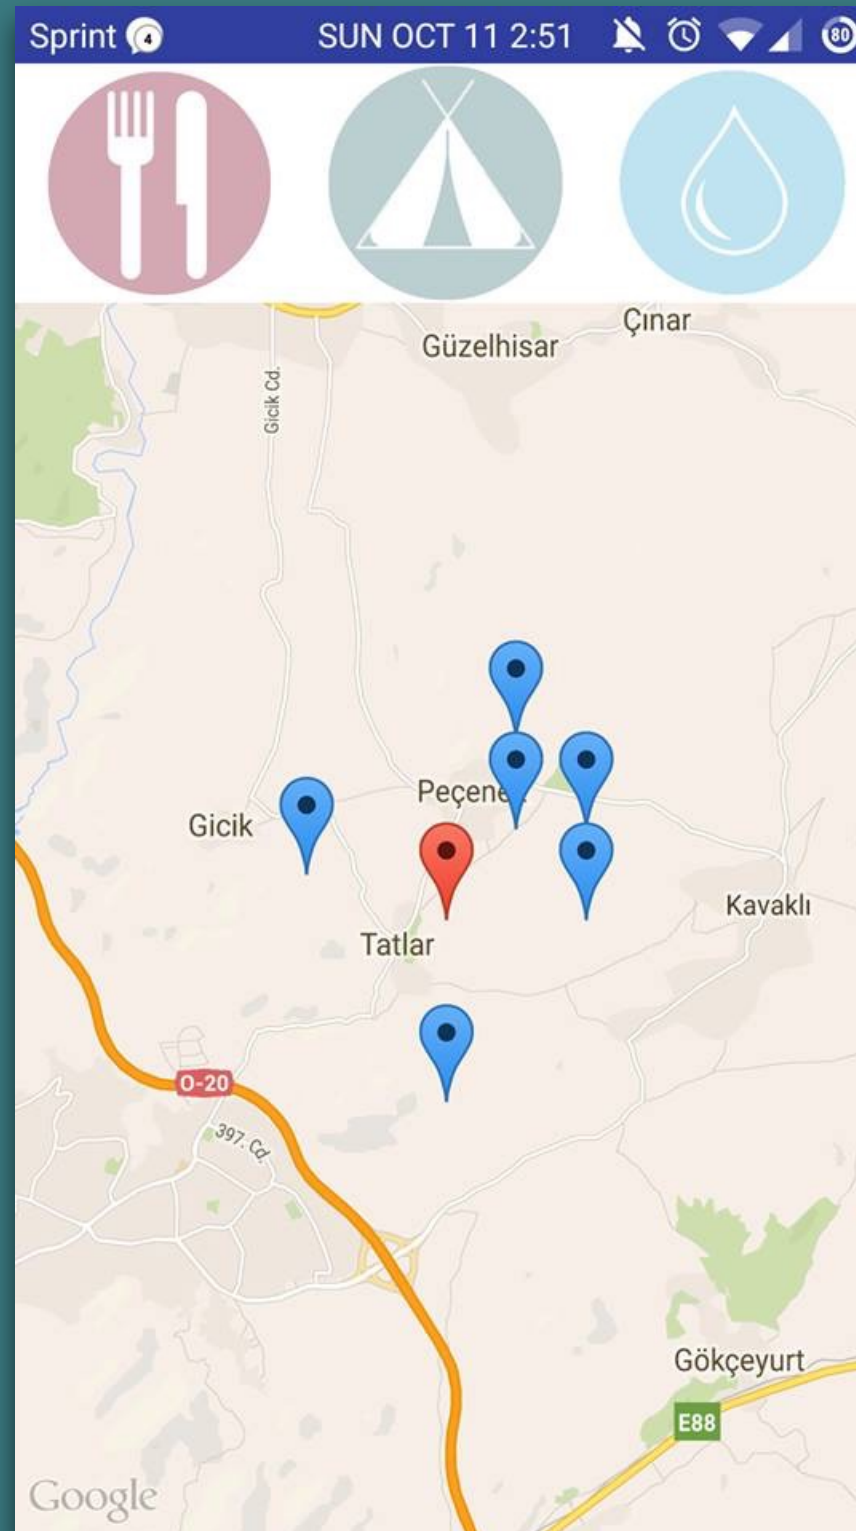 Sprint 4 SUN OCT 11 2:51 80
Çınar
Güzelhisar
Gicik Cd.
Gicik
Tatlar
Kavaklı
O-20
397. Cd.
Gökçeyurt
E88
Google